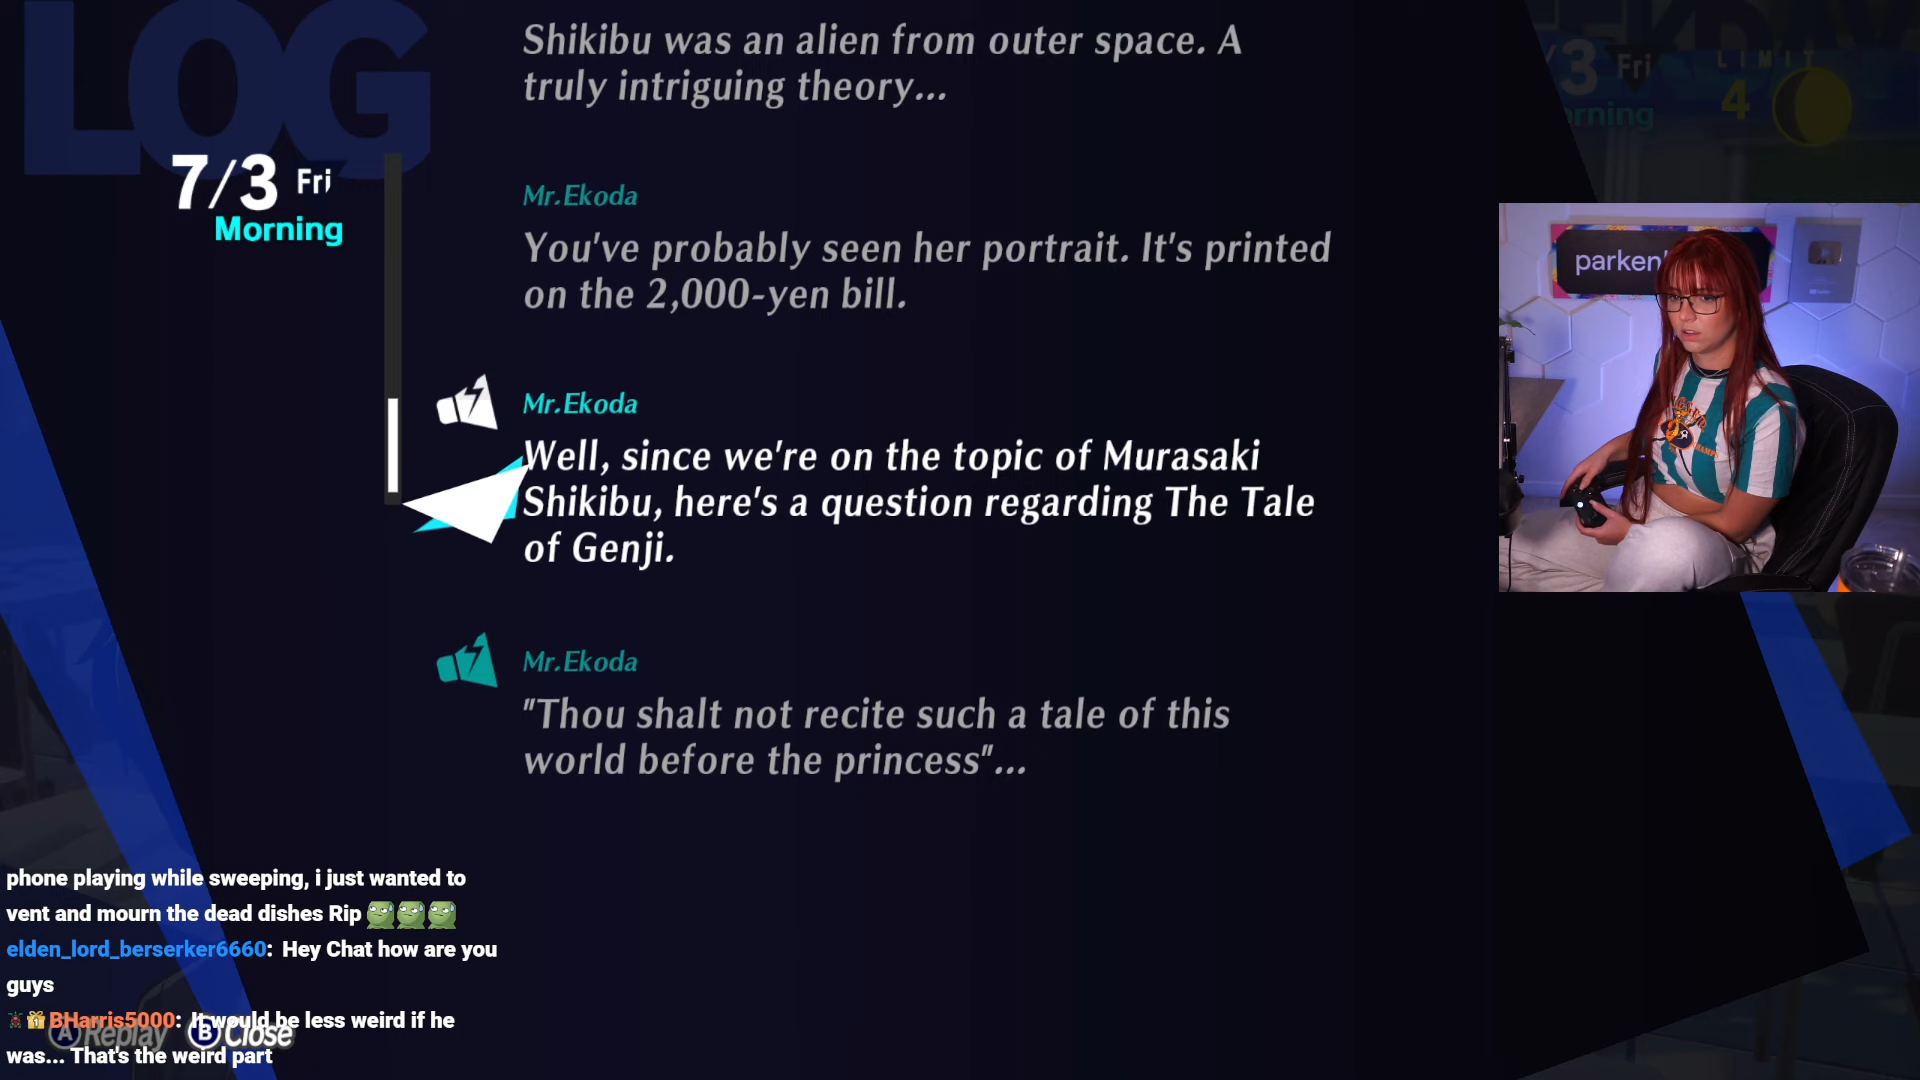 LOG
Shikibu was an alien from outer space. A
truly intriguing theory...
7/3 Fri
Morning
/3 Fri
LIMIT
4
orning
Mr.Ekoda
You've probably seen her portrait. It's printed
on the 2,000-yen bill.
Mr.Ekoda
Well, since we're on the topic of Murasaki
Shikibu, here's a question regarding The Tale
of Genji.
Mr.Ekoda
"Thou shalt not recite such a tale of this
world before the princess"...
phone playing while sweeping, i just wanted to
vent and mourn the dead dishes Rip
elden_lord_berserker6660: Hey Chat how are you
guys
BHarris5000: It would be less weird if he
was... That's the weird part
A Replay B Close